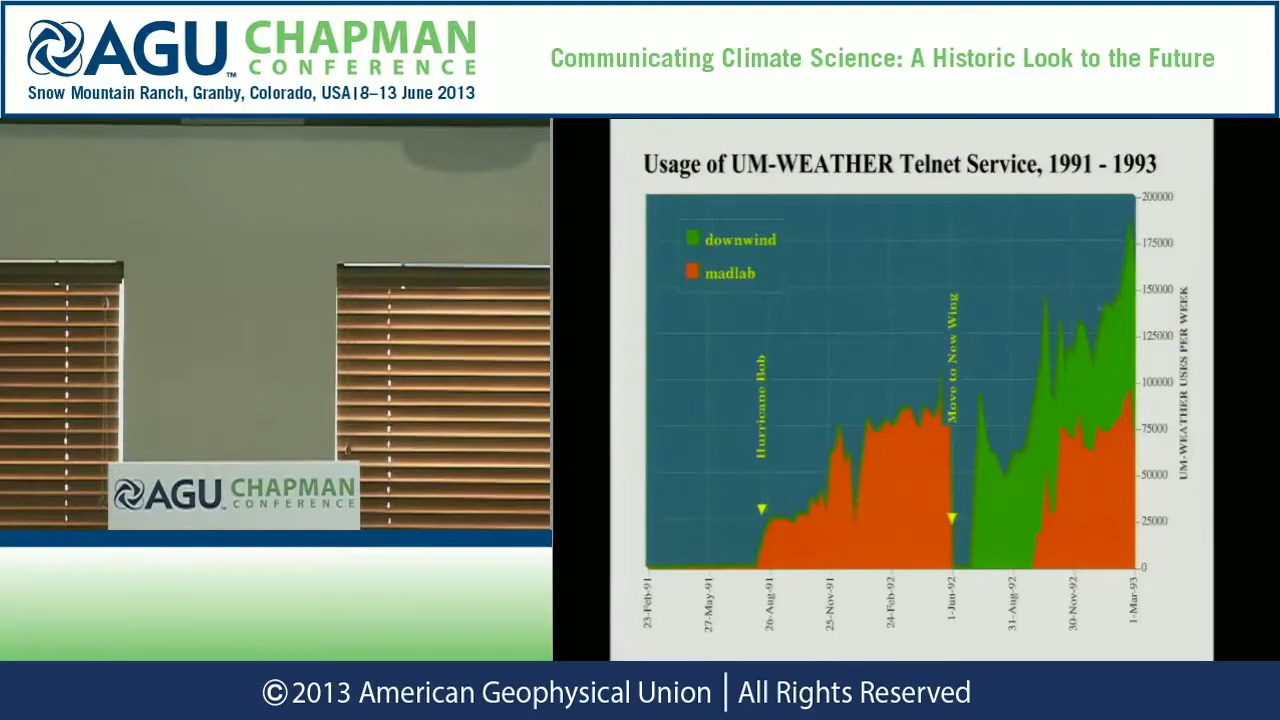 AGU CHAPMAN
™ CONFERENCE
Snow Mountain Ranch, Granby, Colorado, USA|8–13 June 2013
Communicating Climate Science: A Historic Look to the Future
AGU CHAPMAN
CONFERENCE
Usage of UM-WEATHER Telnet Service, 1991 - 1993
downwind
madlab
Hurricane Bob
Move to New Wing
200000
175000
150000
125000
100000
75000
50000
25000
0
UM-WEATHER USES PER WEEK
23-Feb-91
27-May-91
26-Aug-91
25-Nov-91
24-Feb-92
1-Jun-92
31-Aug-92
30-Nov-92
1-Mar-93
©2013 American Geophysical Union | All Rights Reserved